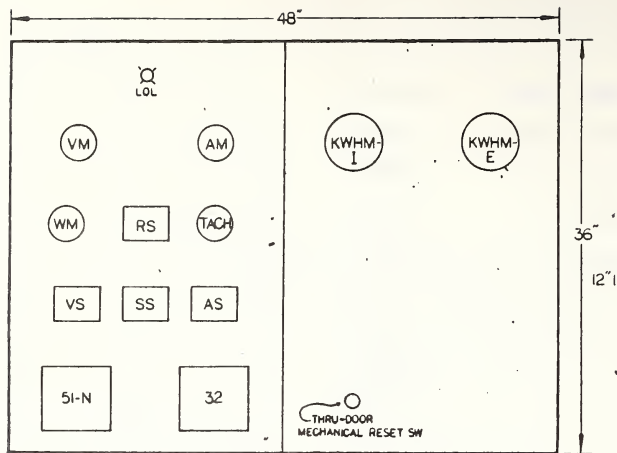 48"
LOL
VM
AM
KWHM-
I
KWHM-
E
WM
RS
TACH
36"
12"
VS
SS
AS
51-N
32
THRU-DOOR
MECHANICAL RESET SW